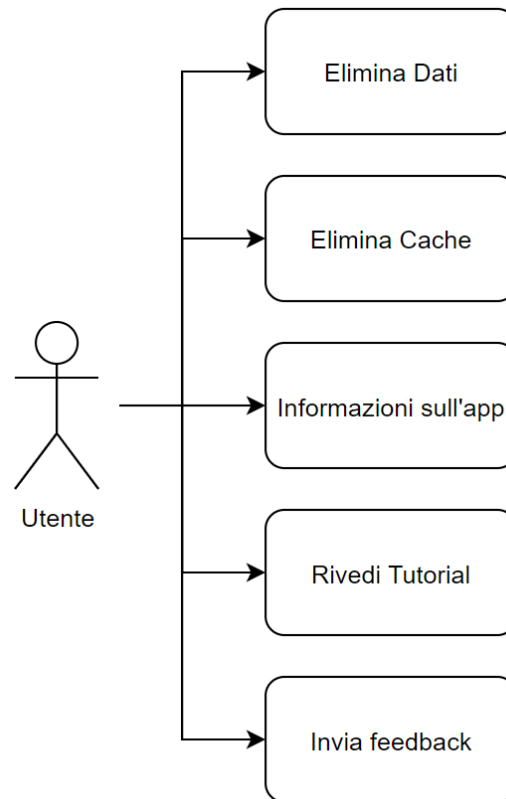 Elimina Dati
Elimina Cache
Informazioni sull'app
Utente
Rivedi Tutorial
Invia feedback